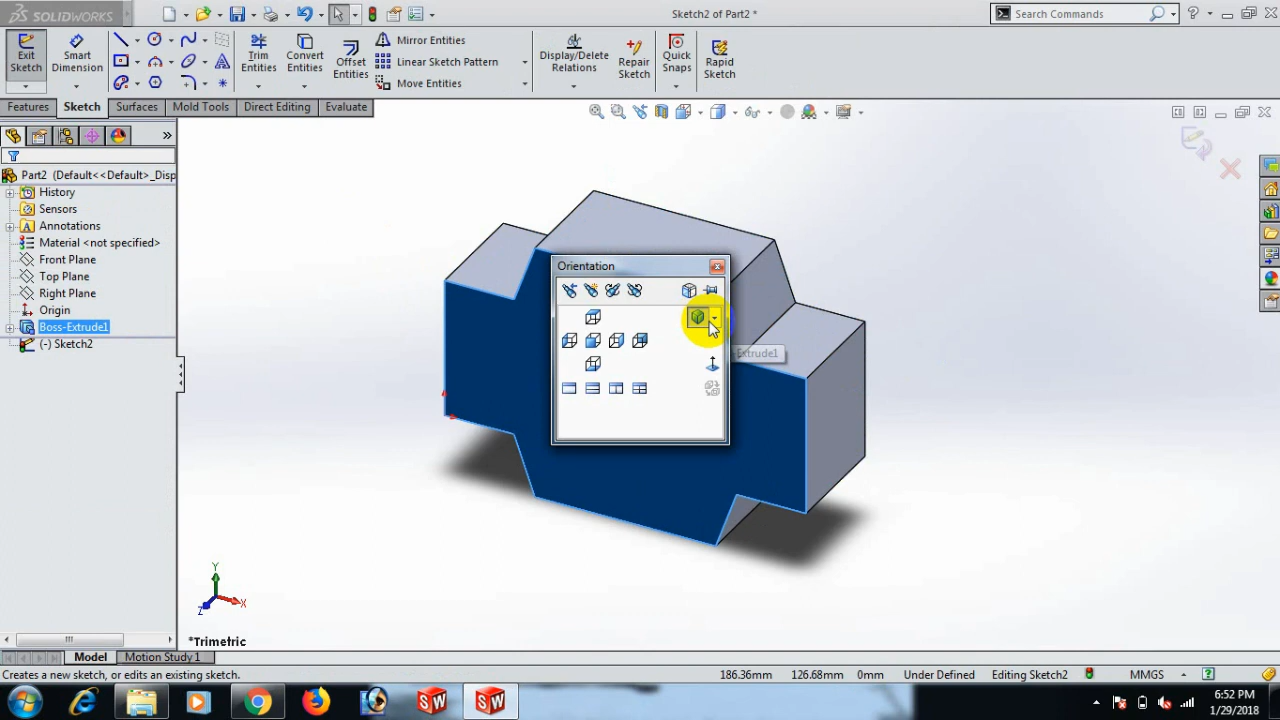 SOLIDWORKS
Sketch2 of Part2 *
Search Commands
Exit Sketch
Smart Dimension
Trim Entities
Convert Entities
Offset Entities
Mirror Entities
Linear Sketch Pattern
Move Entities
Display/Delete Relations
Repair Sketch
Quick Snaps
Rapid Sketch
Features
Sketch
Surfaces
Mold Tools
Direct Editing
Evaluate
Part2 (Default<<Default>_Disp
History
Sensors
Annotations
Material <not specified>
Front Plane
Top Plane
Right Plane
Origin
Boss-Extrude1
(-) Sketch2
Orientation
Extrude1
Y
X
Z
*Trimetric
Model
Motion Study 1
Creates a new sketch, or edits an existing sketch.
186.36mm
126.68mm
0mm
Under Defined
Editing Sketch2
MMGS
6:52 PM
1/29/2018